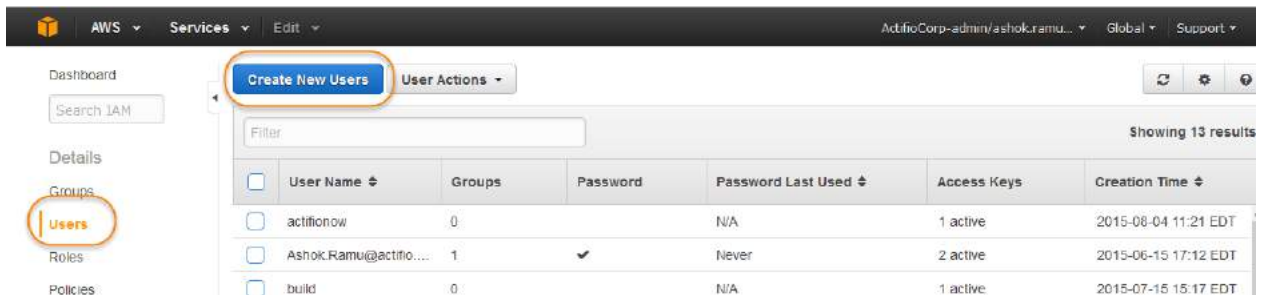 AWS Services Edit ActifioCorp-admin/ashok.ramu... Global Support
Dashboard
Create New Users User Actions
Search IAM
Filter
Showing 13 results
Details
Groups
User Name Groups Password Password Last Used Access Keys Creation Time
Users
actifionow 0 N/A 1 active 2015-08-04 11:21 EDT
Roles
Ashok.Ramu@actifio.... 1 ✔ Never 2 active 2015-06-15 17:12 EDT
Policies
build 0 N/A 1 active 2015-07-15 15:17 EDT